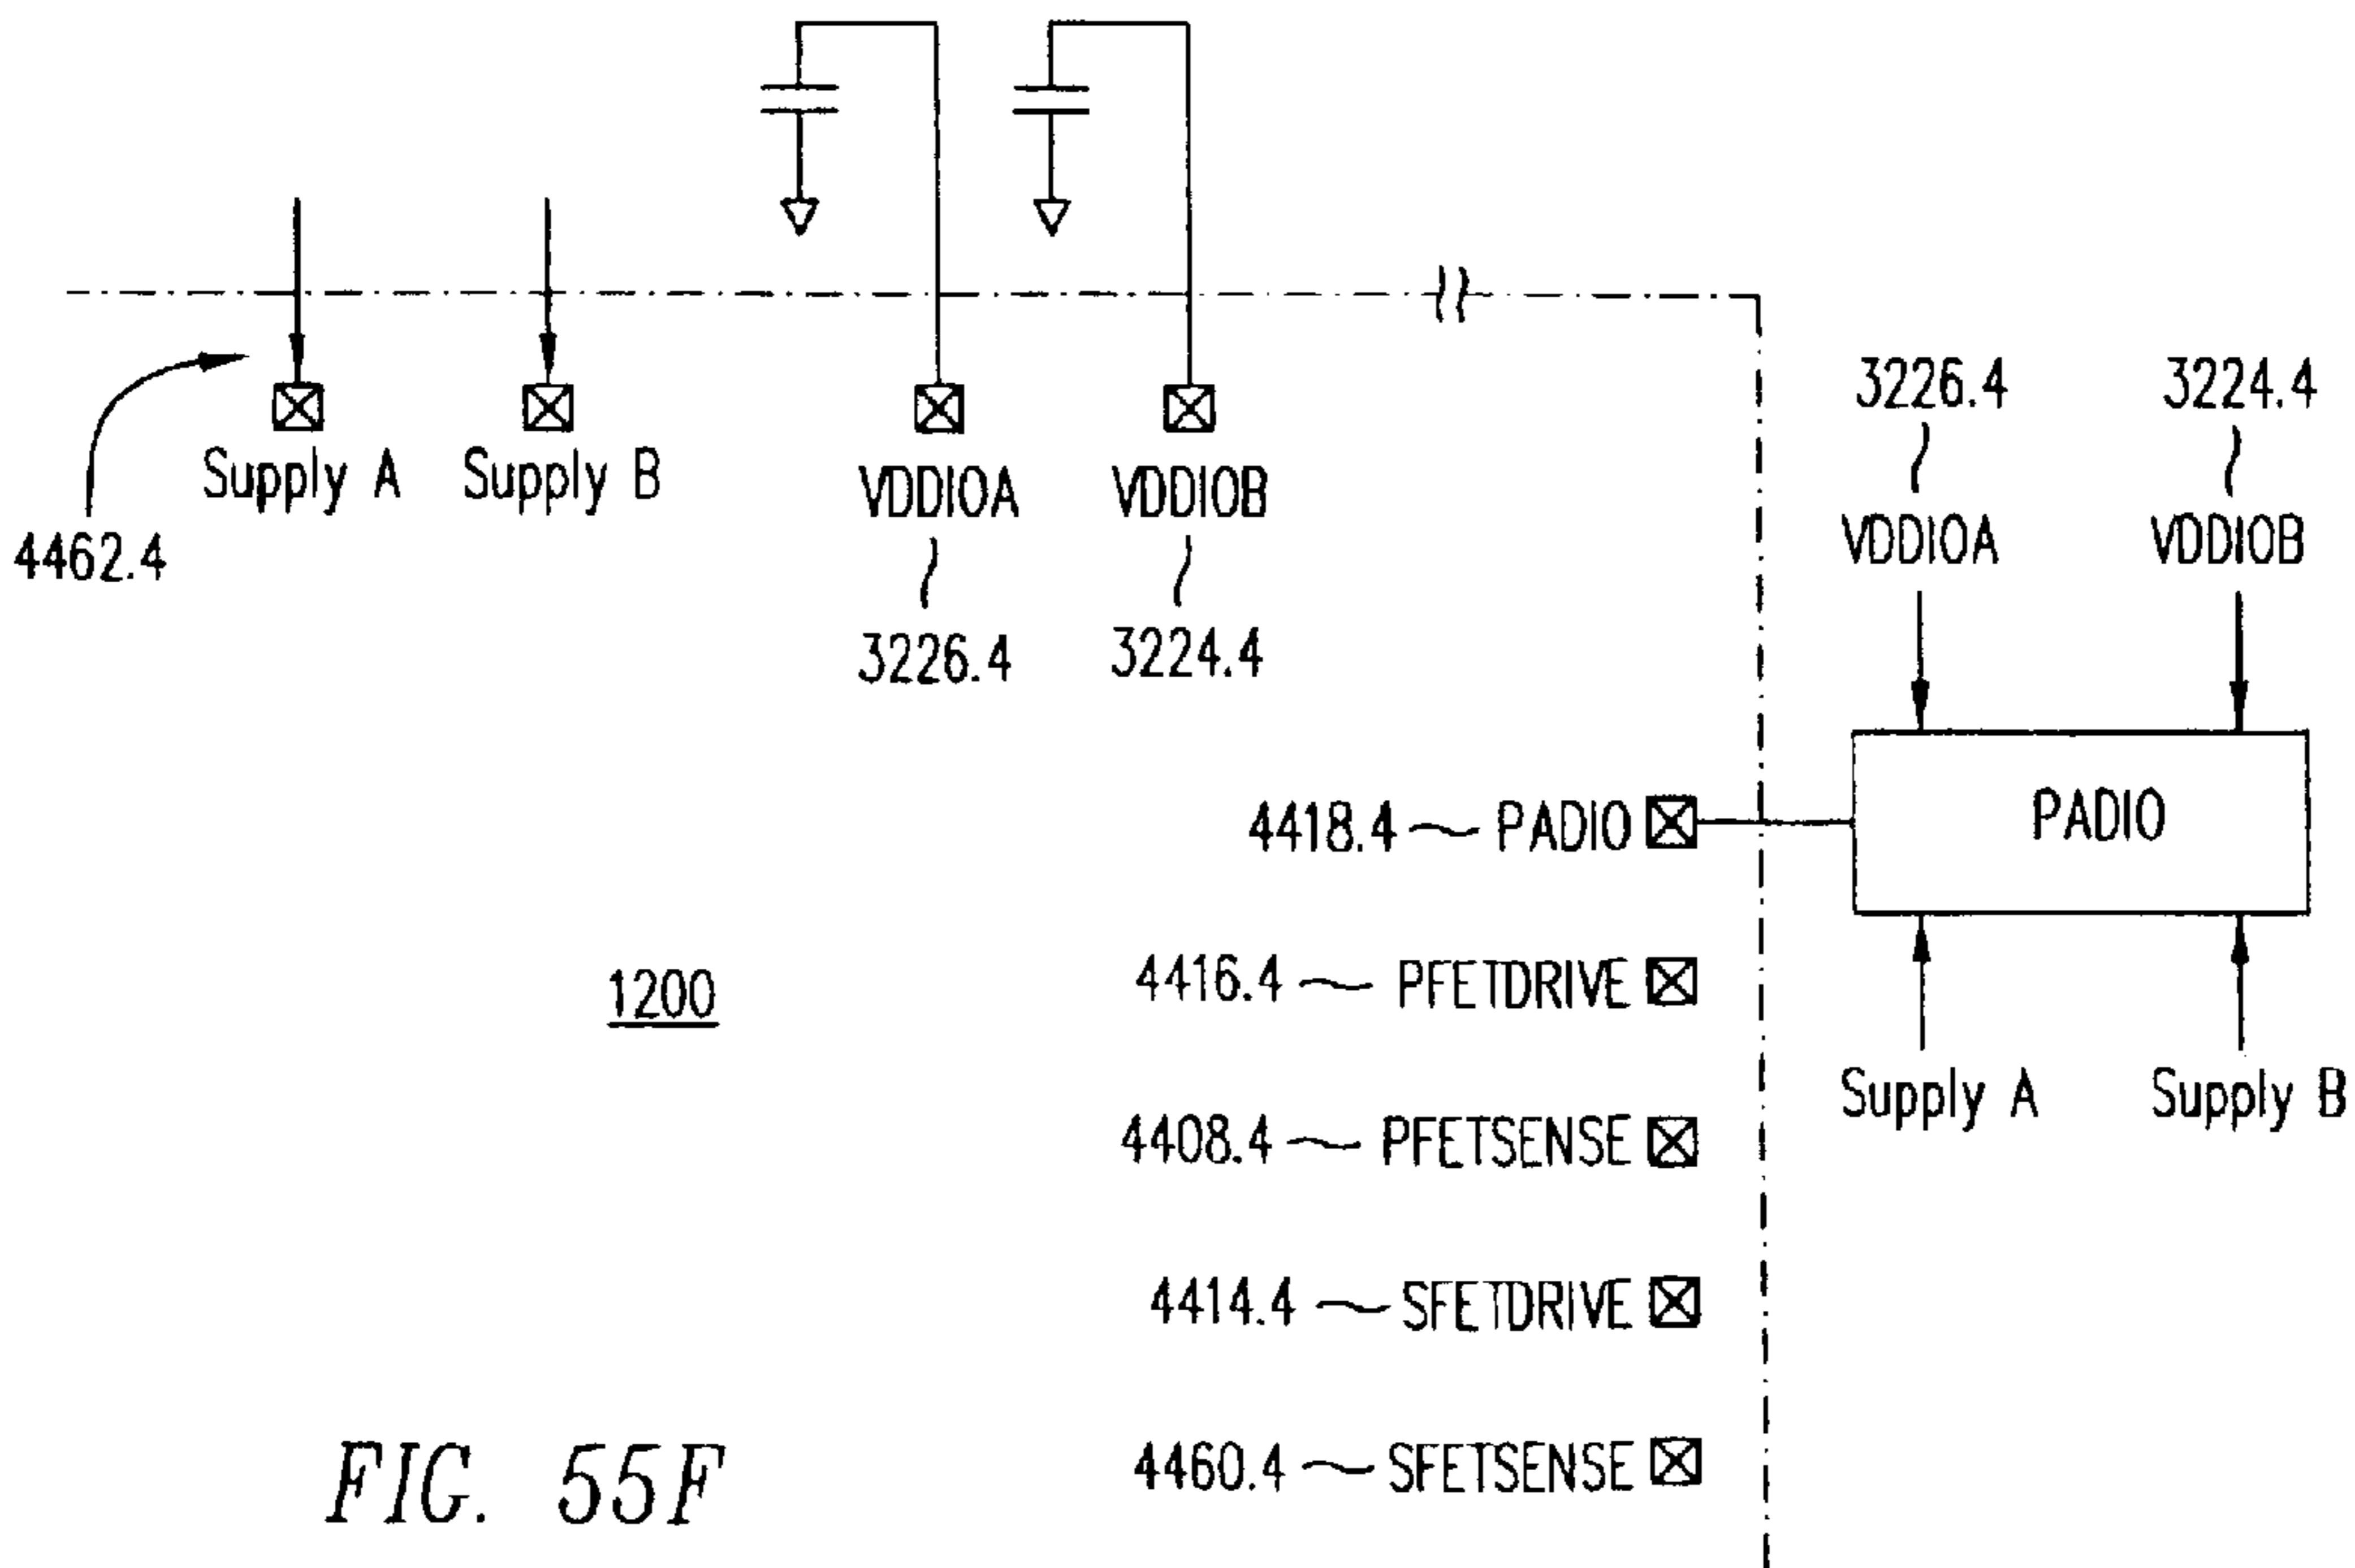 Supply A
Supply B
VDDIOA
VDDIOB
4462.4
3226.4
3224.4
3226.4
3224.4
VDDIOA
VDDIOB
4418.4
PADIO
PADIO
Supply A
Supply B
1200
4416.4
PFETDRIVE
4408.4
PFETSENSE
4414.4
SFETDRIVE
4460.4
SFETSENSE
FIG. 55F